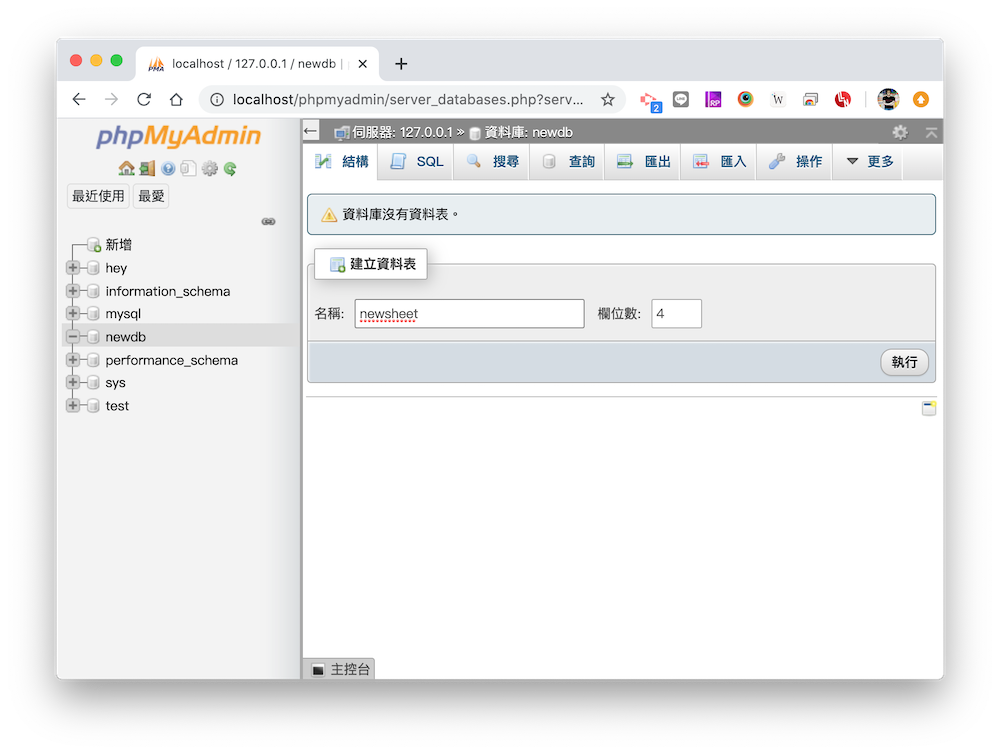 localhost / 127.0.0.1 / newdb |
localhost/phpmyadmin/server_databases.php?serv...
2
RP
W
phpMyAdmin
最近使用
最愛
新增
hey
information_schema
mysql
newdb
performance_schema
sys
test
伺服器: 127.0.0.1 » 資料庫: newdb
結構
SQL
搜尋
查詢
匯出
匯入
操作
更多
資料庫沒有資料表。
建立資料表
名稱: newsheet 欄位數: 4
執行
主控台